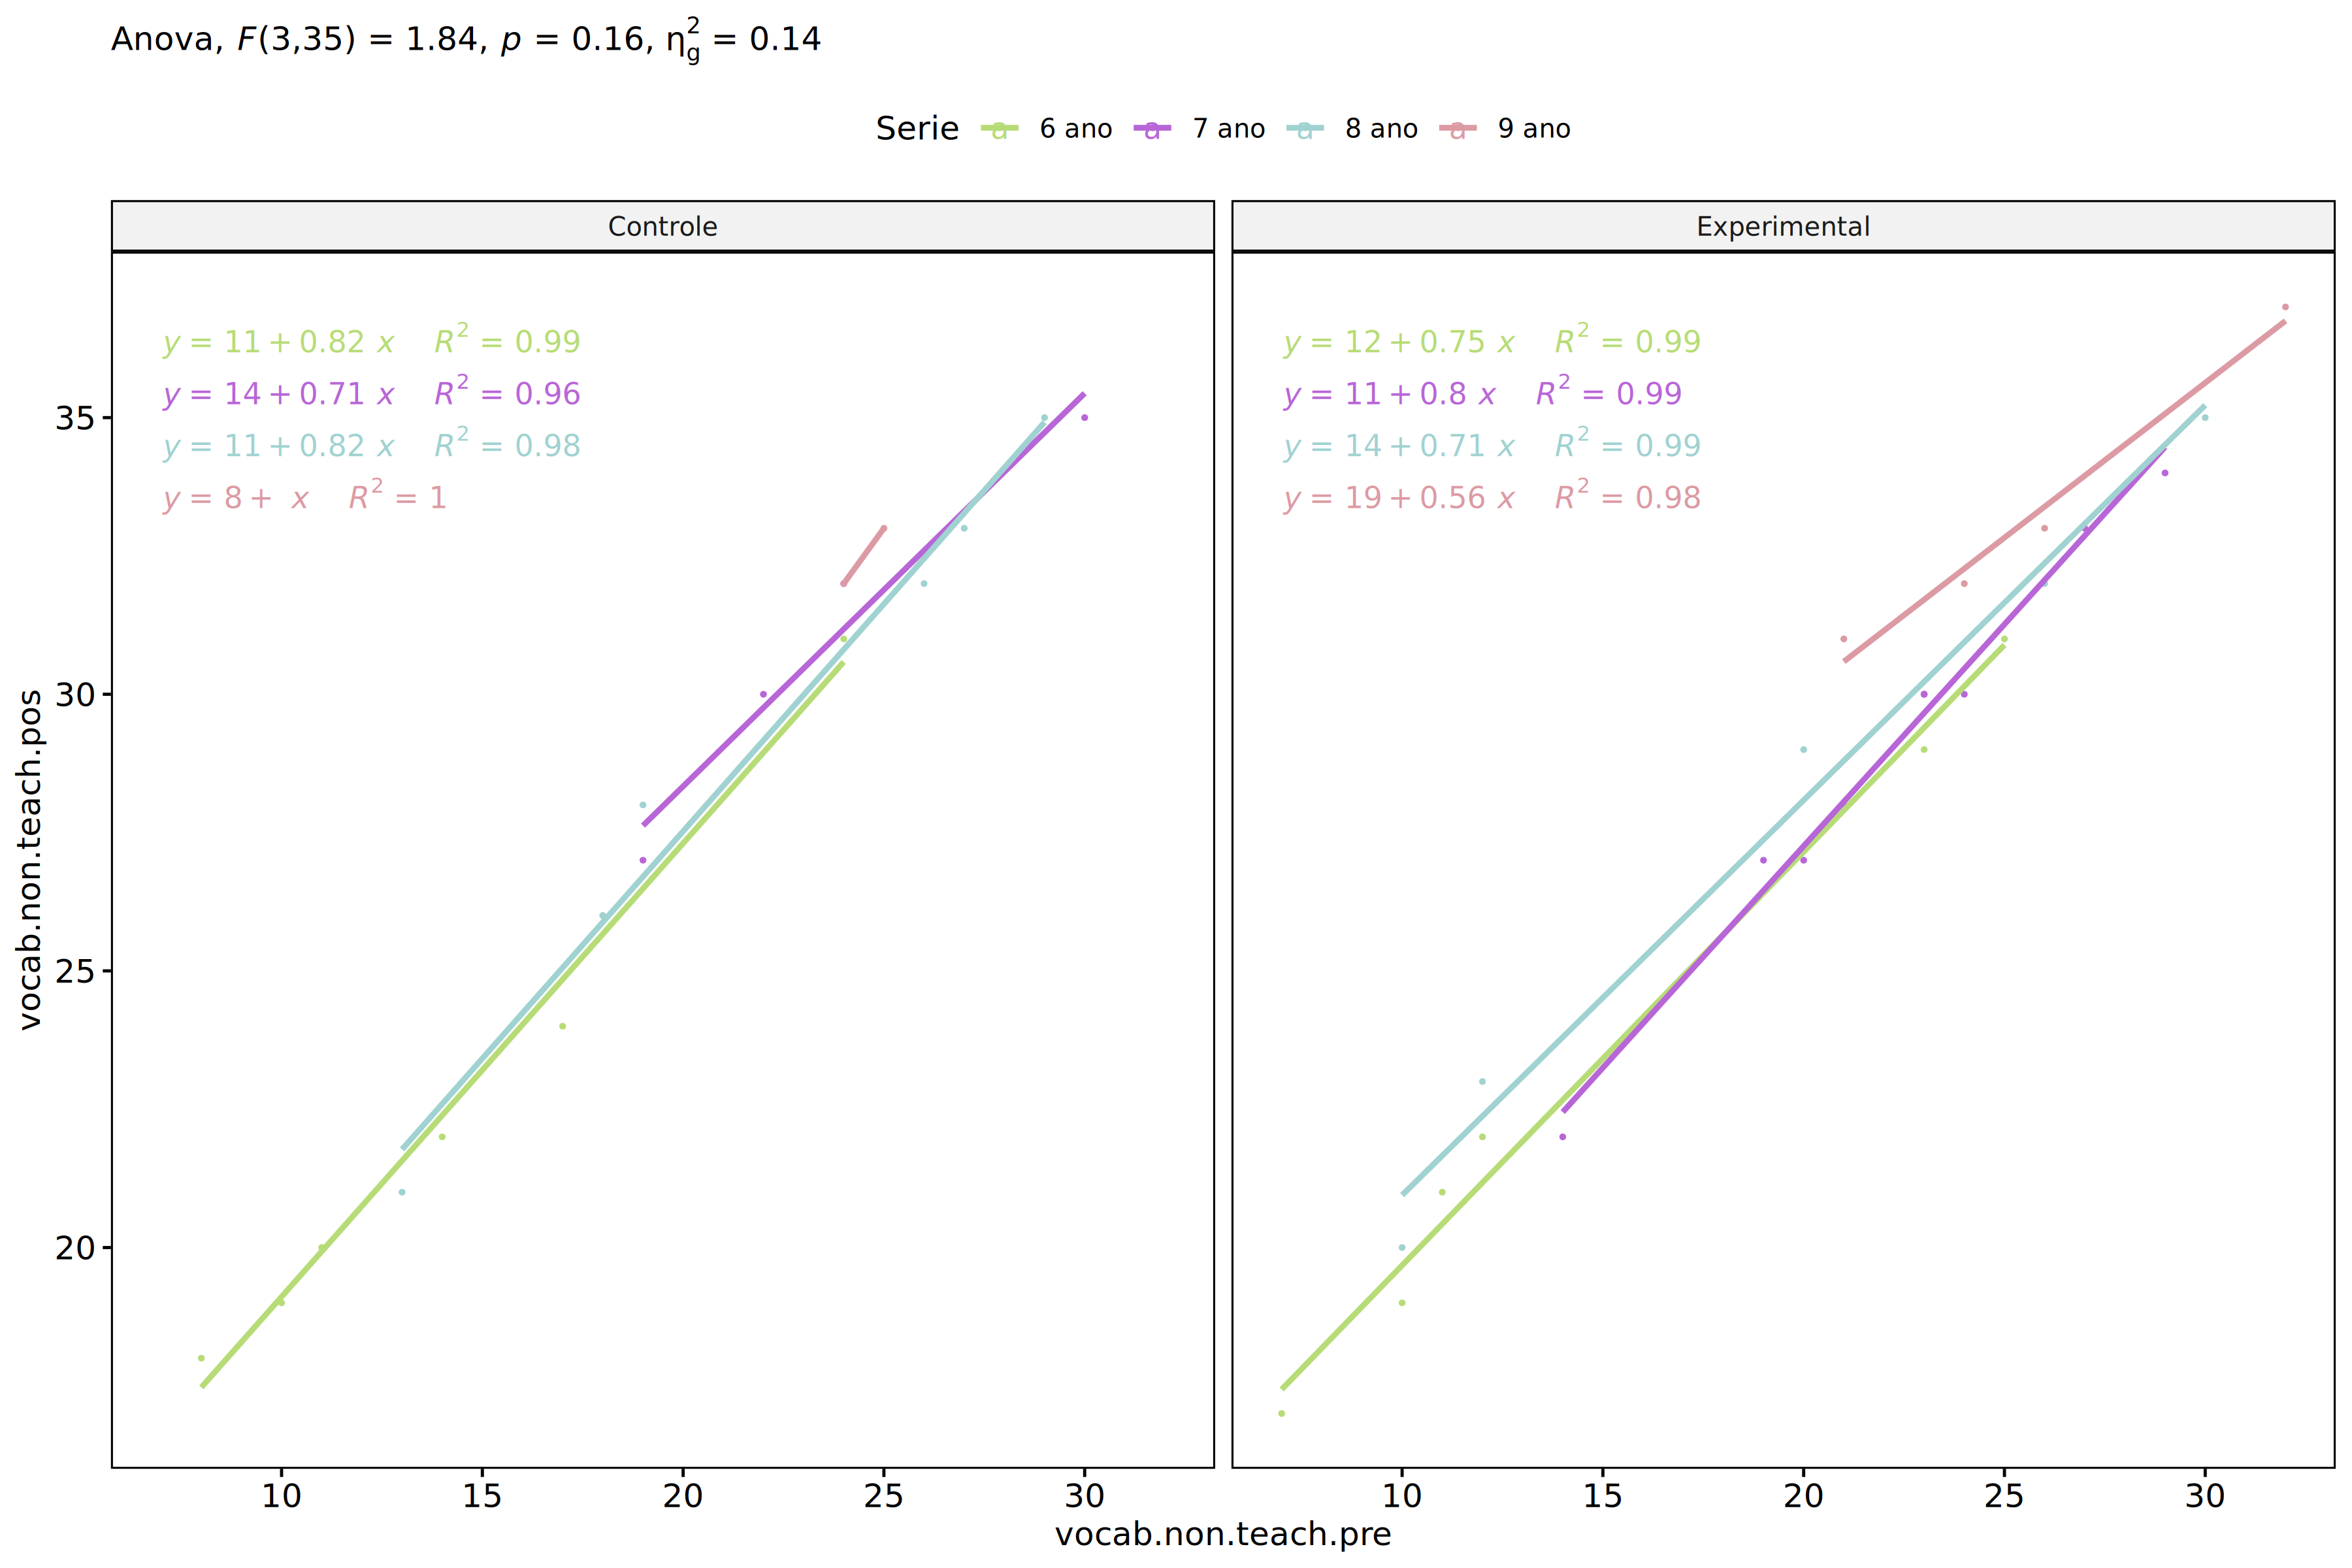 Anova, F(3,35) = 1.84, p = 0.16, η²g = 0.14
Serie a 6 ano a 7 ano a 8 ano a 9 ano
Controle
Experimental
y = 11 + 0.82 x R² = 0.99
y = 14 + 0.71 x R² = 0.96
y = 11 + 0.82 x R² = 0.98
y = 8 + x R² = 1
y = 12 + 0.75 x R² = 0.99
y = 11 + 0.8 x R² = 0.99
y = 14 + 0.71 x R² = 0.99
y = 19 + 0.56 x R² = 0.98
vocab.non.teach.pos
35
30
25
20
10 15 20 25 30
10 15 20 25 30
vocab.non.teach.pre